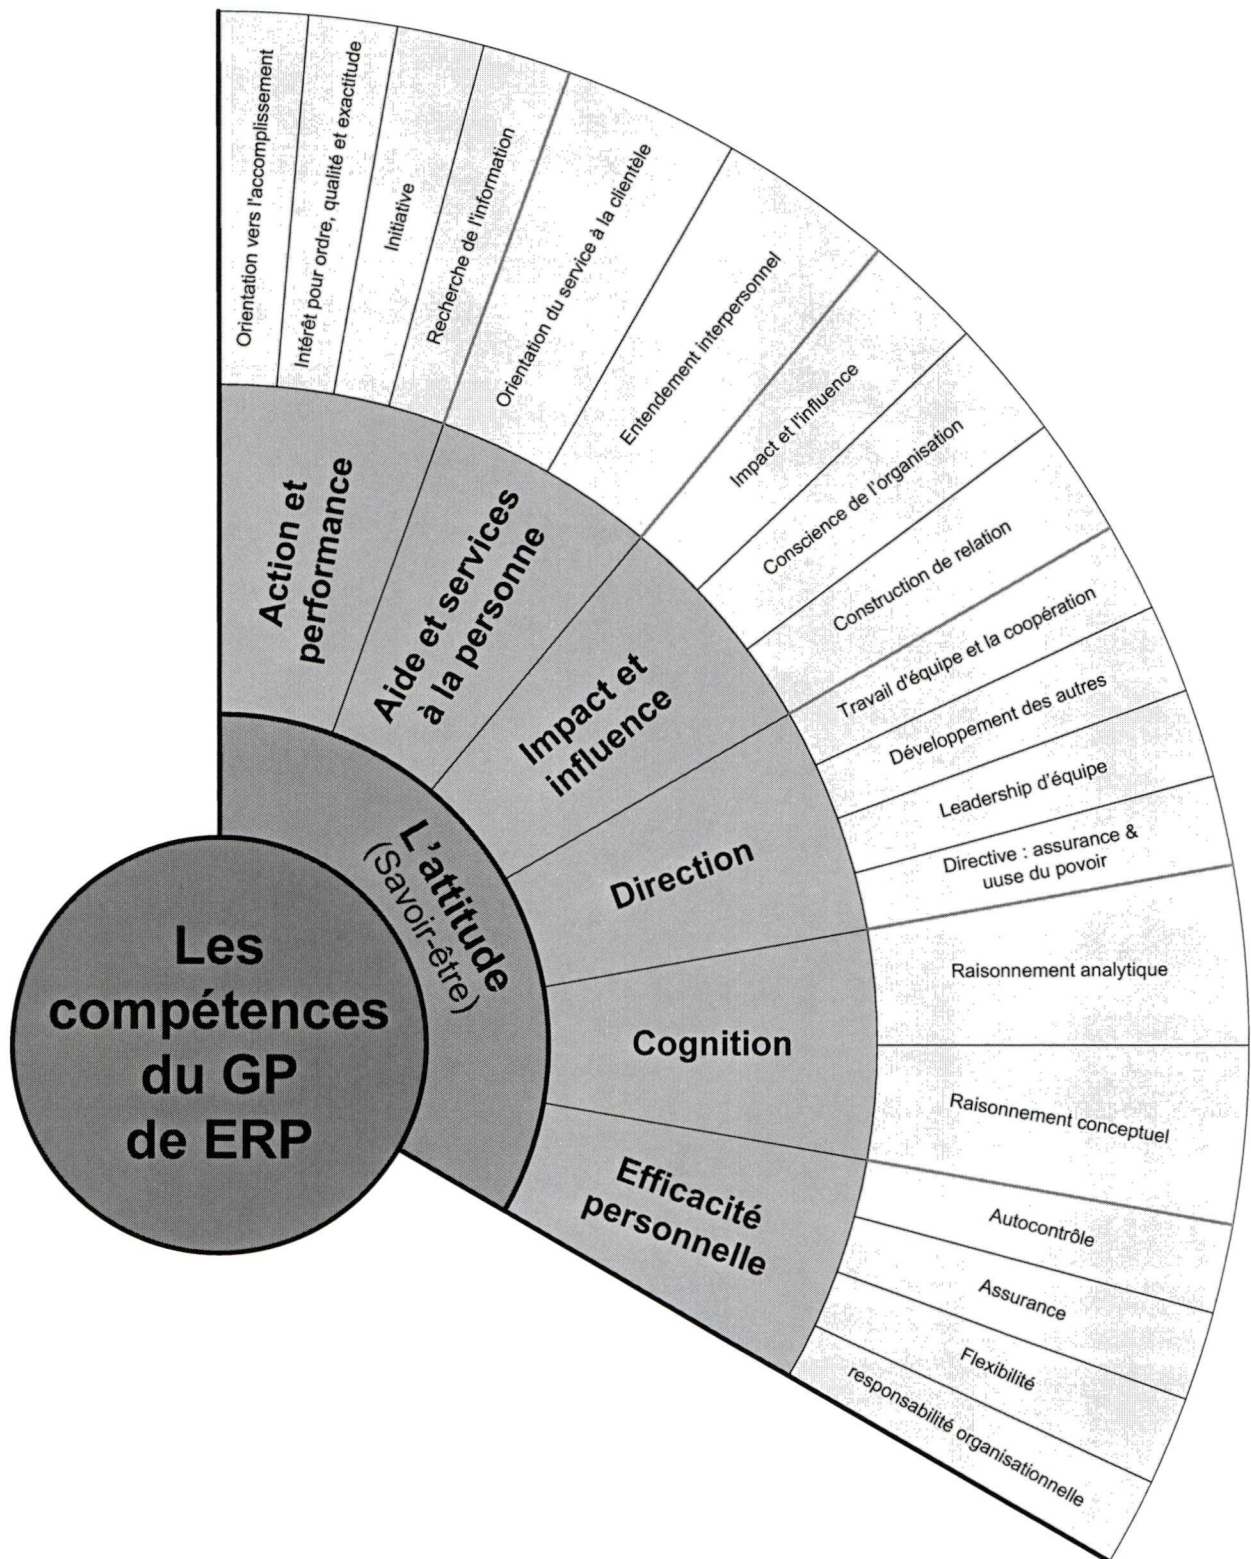 Les
compétences
du GP
de ERP
L'attitude
(Savoir-être)
Action et
performance
Orientation vers l'accomplissement
Intérêt pour ordre, qualité et exactitude
Initiative
Recherche de l'information
Aide et services
à la personne
Orientation du service à la clientèle
Entendement interpersonnel
Impact et
influence
Impact et l'influence
Conscience de l'organisation
Construction de relation
Direction
Travail d'équipe et la coopération
Développement des autres
Leadership d'équipe
Directive : assurance &
uuse du povoir
Cognition
Raisonnement analytique
Raisonnement conceptuel
Efficacité
personnelle
Autocontrôle
Assurance
Flexibilité
responsabilité organisationnelle